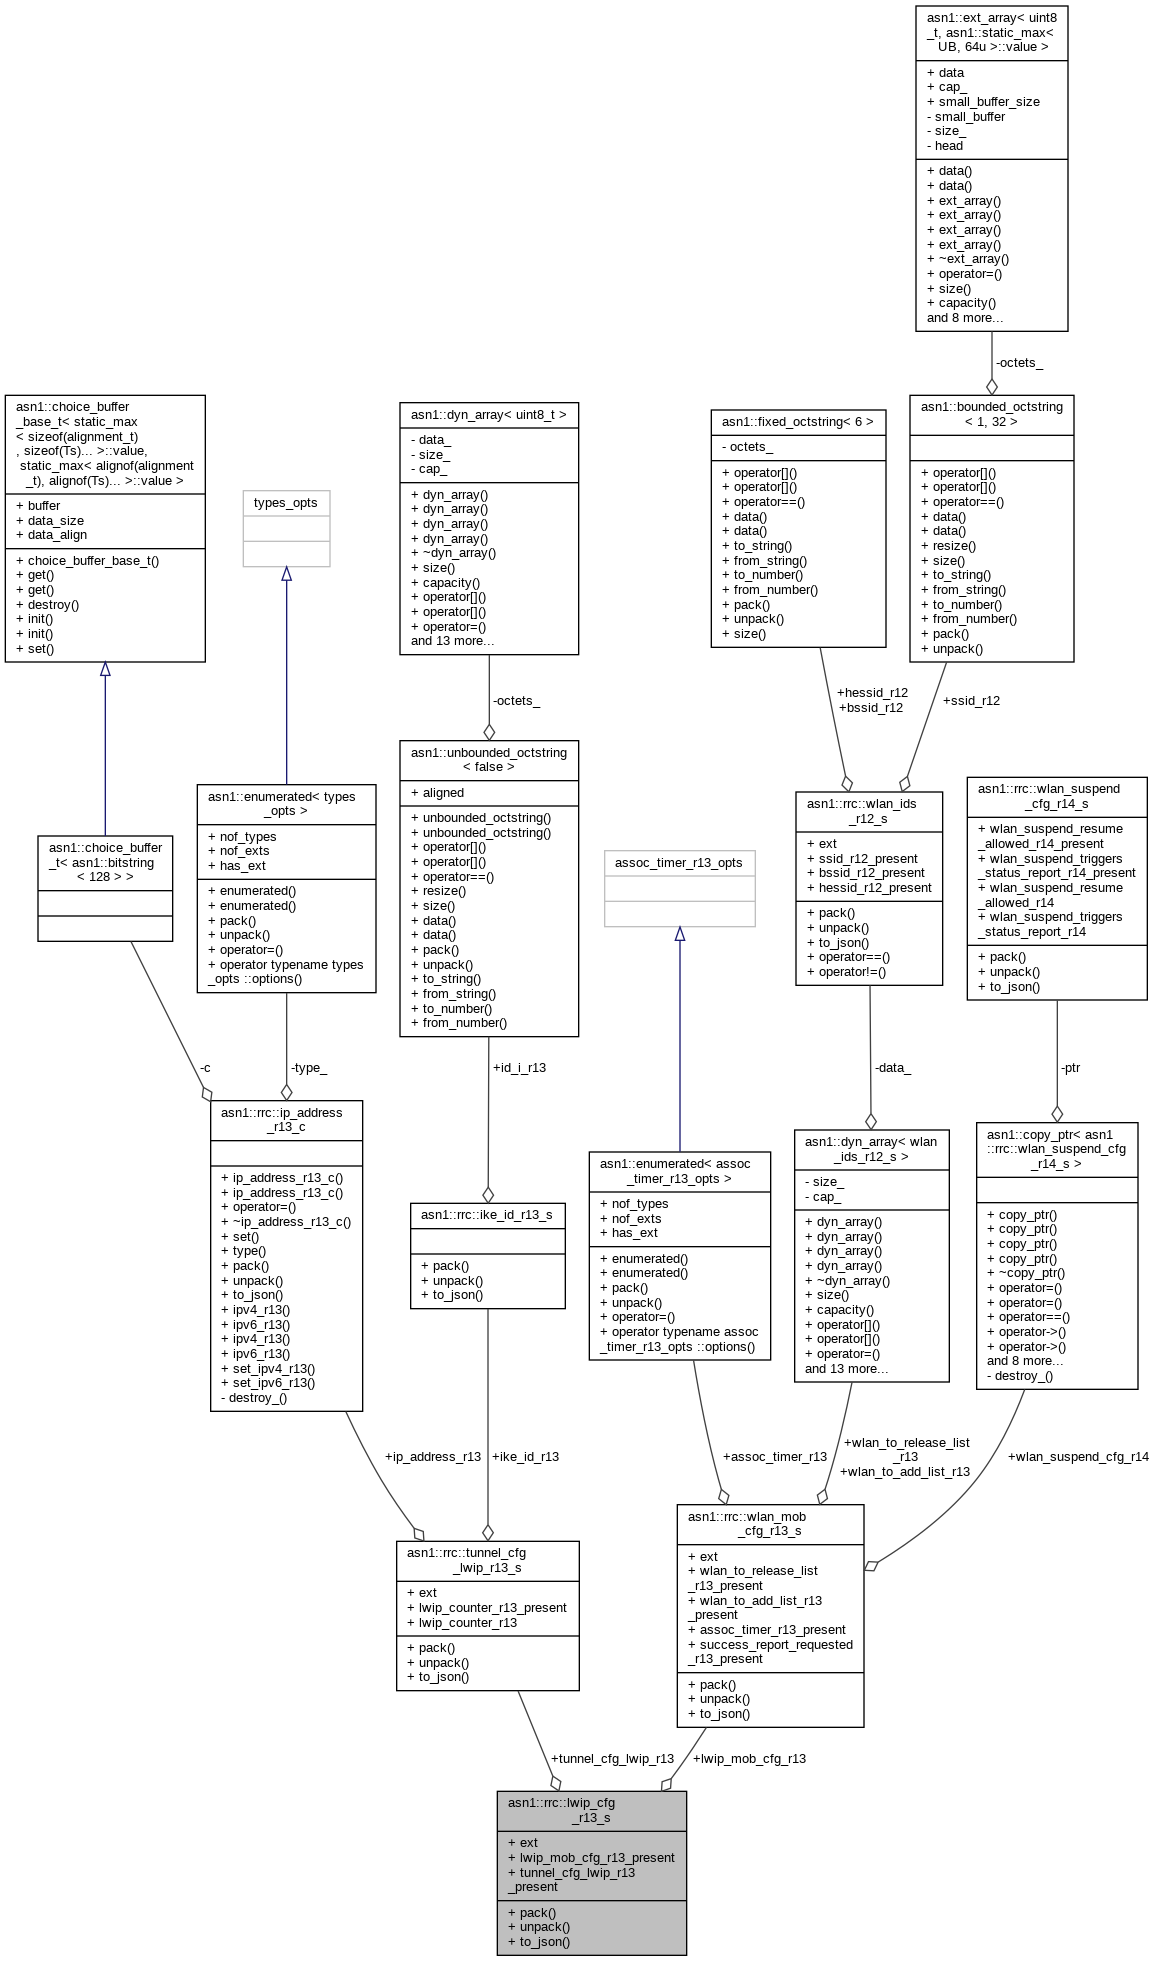 asn1::ext_array< uint8
_t, asn1::static_max<
UB, 64u >::value >
+ data
+ cap_
+ small_buffer_size
- small_buffer
- size_
- head
+ data()
+ data()
+ ext_array()
+ ext_array()
+ ext_array()
+ ext_array()
+ ~ext_array()
+ operator=()
+ size()
+ capacity()
and 8 more...
-octets_
asn1::choice_buffer
_base_t< static_max
< sizeof(alignment_t)
, sizeof(Ts)... >::value,
static_max< alignof(alignment
_t), alignof(Ts)... >::value >
+ buffer
+ data_size
+ data_align
+ choice_buffer_base_t()
+ get()
+ get()
+ destroy()
+ init()
+ init()
+ set()
types_opts
asn1::dyn_array< uint8_t >
- data_
- size_
- cap_
+ dyn_array()
+ dyn_array()
+ dyn_array()
+ dyn_array()
+ ~dyn_array()
+ size()
+ capacity()
+ operator[]()
+ operator[]()
+ operator=()
and 13 more...
asn1::fixed_octstring< 6 >
- octets_
+ operator[]()
+ operator[]()
+ operator==()
+ data()
+ data()
+ to_string()
+ from_string()
+ to_number()
+ from_number()
+ pack()
+ unpack()
+ size()
asn1::bounded_octstring
< 1, 32 >
+ operator[]()
+ operator[]()
+ operator==()
+ data()
+ data()
+ resize()
+ size()
+ to_string()
+ from_string()
+ to_number()
+ from_number()
+ pack()
+ unpack()
-octets_
+hessid_r12
+bssid_r12
+ssid_r12
asn1::choice_buffer
_t< asn1::bitstring
< 128 > >
asn1::enumerated< types
_opts >
+ nof_types
+ nof_exts
+ has_ext
+ enumerated()
+ enumerated()
+ pack()
+ unpack()
+ operator=()
+ operator typename types
_opts ::options()
asn1::unbounded_octstring
< false >
+ aligned
+ unbounded_octstring()
+ unbounded_octstring()
+ operator[]()
+ operator[]()
+ operator==()
+ resize()
+ size()
+ data()
+ data()
+ pack()
+ unpack()
+ to_string()
+ from_string()
+ to_number()
+ from_number()
assoc_timer_r13_opts
asn1::rrc::wlan_ids
_r12_s
+ ext
+ ssid_r12_present
+ bssid_r12_present
+ hessid_r12_present
+ pack()
+ unpack()
+ to_json()
+ operator==()
+ operator!=()
asn1::rrc::wlan_suspend
_cfg_r14_s
+ wlan_suspend_resume
_allowed_r14_present
+ wlan_suspend_triggers
_status_report_r14_present
+ wlan_suspend_resume
_allowed_r14
+ wlan_suspend_triggers
_status_report_r14
+ pack()
+ unpack()
+ to_json()
-c
-type_
+id_i_r13
-data_
-ptr
asn1::rrc::ip_address
_r13_c
+ ip_address_r13_c()
+ ip_address_r13_c()
+ operator=()
+ ~ip_address_r13_c()
+ set()
+ type()
+ pack()
+ unpack()
+ to_json()
+ ipv4_r13()
+ ipv6_r13()
+ ipv4_r13()
+ ipv6_r13()
+ set_ipv4_r13()
+ set_ipv6_r13()
- destroy_()
asn1::rrc::ike_id_r13_s
+ pack()
+ unpack()
+ to_json()
asn1::enumerated< assoc
_timer_r13_opts >
+ nof_types
+ nof_exts
+ has_ext
+ enumerated()
+ enumerated()
+ pack()
+ unpack()
+ operator=()
+ operator typename assoc
_timer_r13_opts ::options()
asn1::dyn_array< wlan
_ids_r12_s >
- size_
- cap_
+ dyn_array()
+ dyn_array()
+ dyn_array()
+ dyn_array()
+ ~dyn_array()
+ size()
+ capacity()
+ operator[]()
+ operator[]()
+ operator=()
and 13 more...
asn1::copy_ptr< asn1
::rrc::wlan_suspend_cfg
_r14_s >
+ copy_ptr()
+ copy_ptr()
+ copy_ptr()
+ copy_ptr()
+ ~copy_ptr()
+ operator=()
+ operator=()
+ operator==()
+ operator->()
+ operator->()
and 8 more...
- destroy_()
+ip_address_r13
+ike_id_r13
+assoc_timer_r13
+wlan_to_release_list
_r13
+wlan_to_add_list_r13
+wlan_suspend_cfg_r14
asn1::rrc::tunnel_cfg
_lwip_r13_s
+ ext
+ lwip_counter_r13_present
+ lwip_counter_r13
+ pack()
+ unpack()
+ to_json()
asn1::rrc::wlan_mob
_cfg_r13_s
+ ext
+ wlan_to_release_list
_r13_present
+ wlan_to_add_list_r13
_present
+ assoc_timer_r13_present
+ success_report_requested
_r13_present
+ pack()
+ unpack()
+ to_json()
+tunnel_cfg_lwip_r13
+lwip_mob_cfg_r13
asn1::rrc::lwip_cfg
_r13_s
+ ext
+ lwip_mob_cfg_r13_present
+ tunnel_cfg_lwip_r13
_present
+ pack()
+ unpack()
+ to_json()